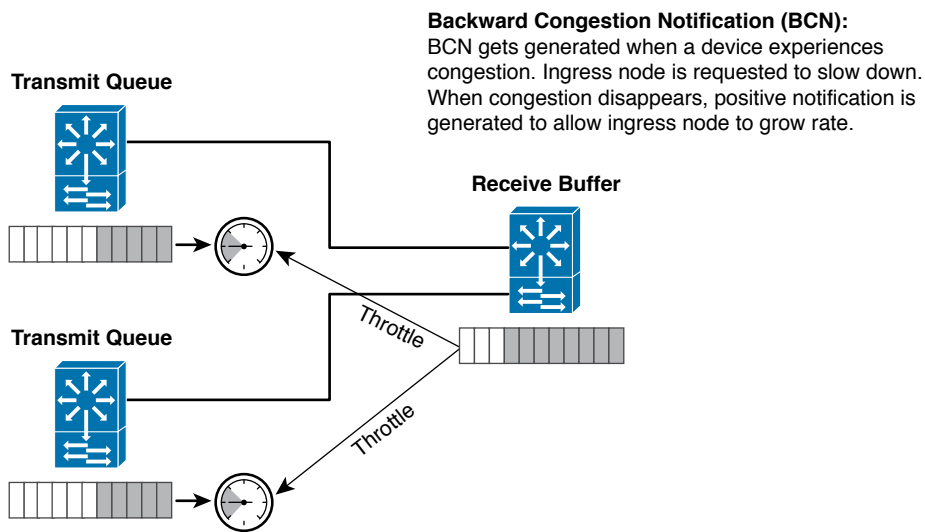 Backward Congestion Notification (BCN):
BCN gets generated when a device experiences
congestion. Ingress node is requested to slow down.
When congestion disappears, positive notification is
generated to allow ingress node to grow rate.
Transmit Queue
Receive Buffer
Throttle
Transmit Queue
Throttle